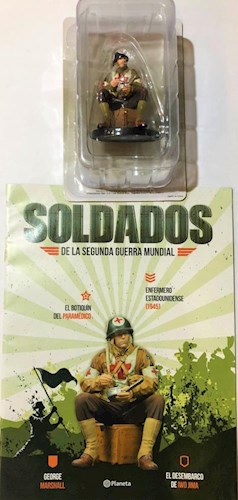 SOLDADOS
DE LA SEGUNDA GUERRA MUNDIAL
EL BOTIQUÍN
DEL PARAMÉDICO
ENFERMERO
ESTADOUNIDENSE
(1945)
GEORGE
MARSHALL
Planeta
EL DESEMBARCO
DE IWO JIMA